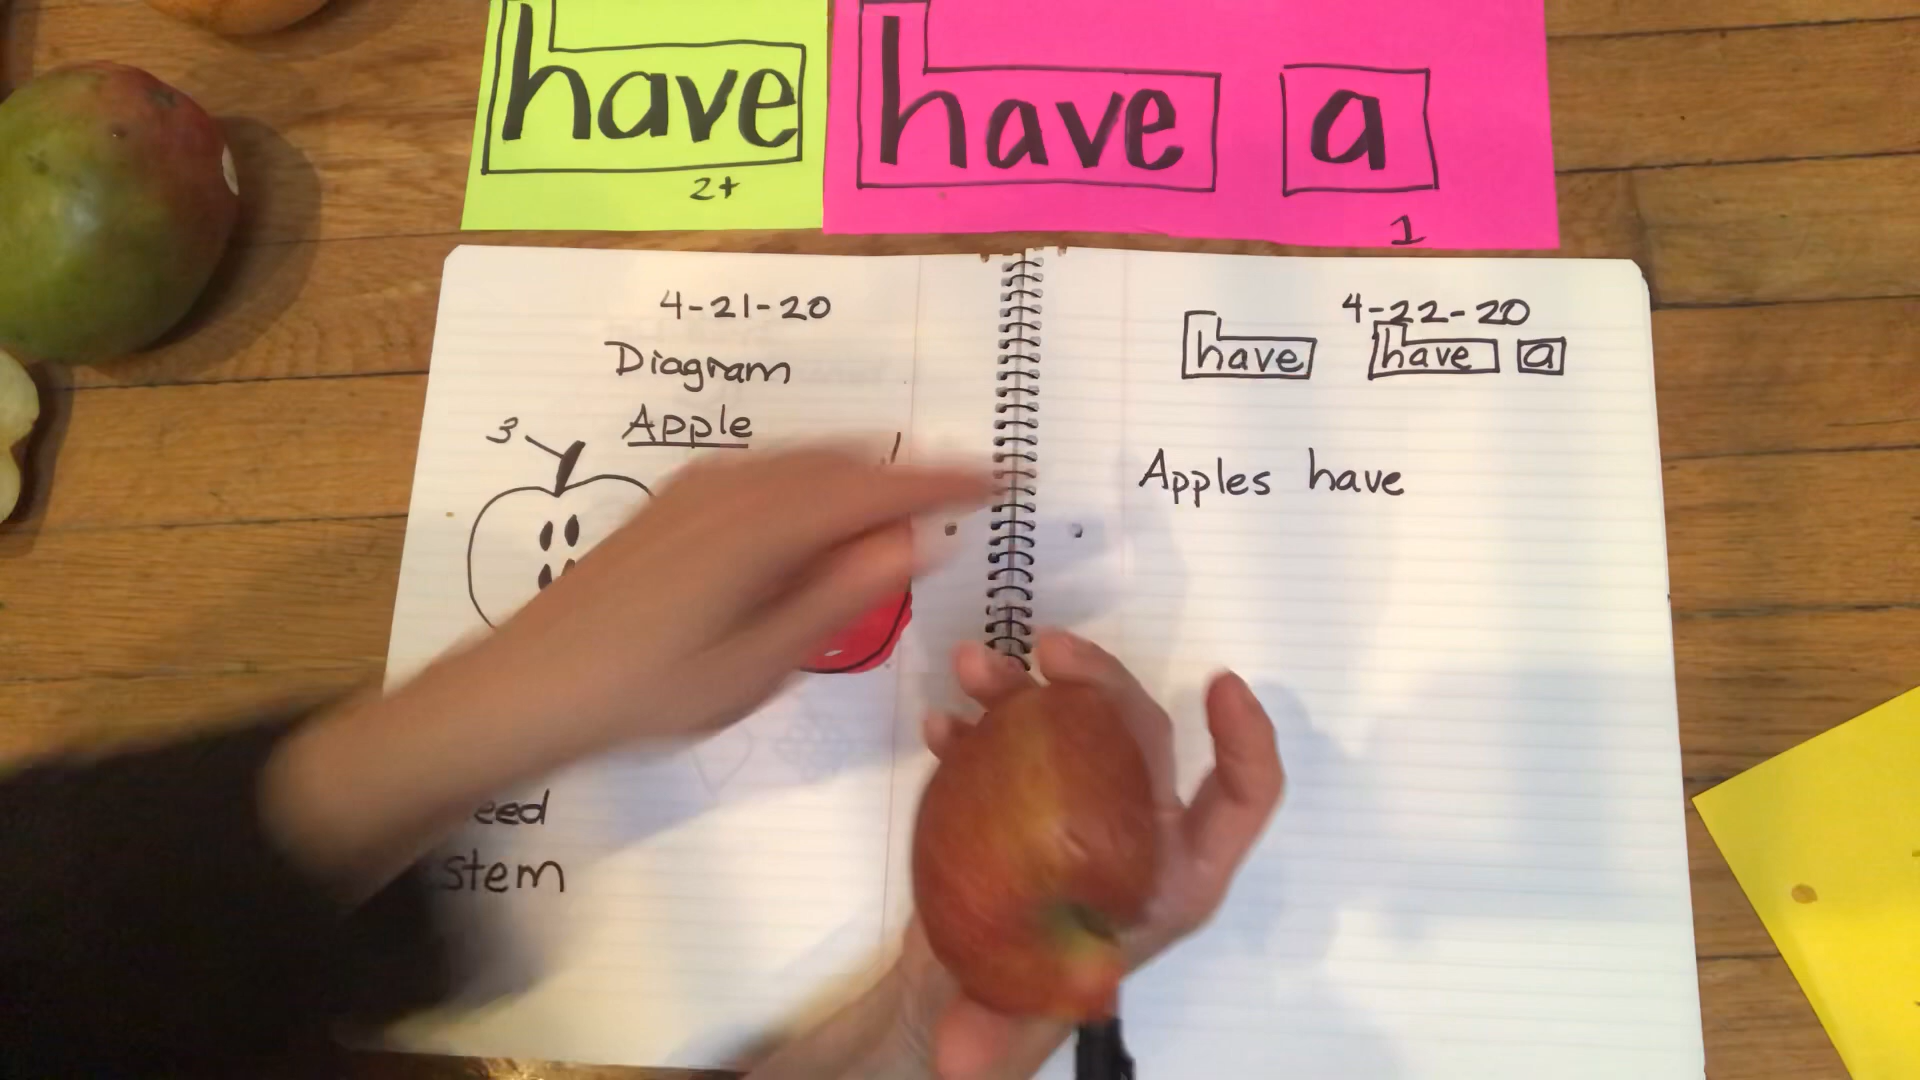 have
2+
have a
1
4-21-20
Diagram
Apple
3
eed
stem
4-22-20
have have a
Apples have